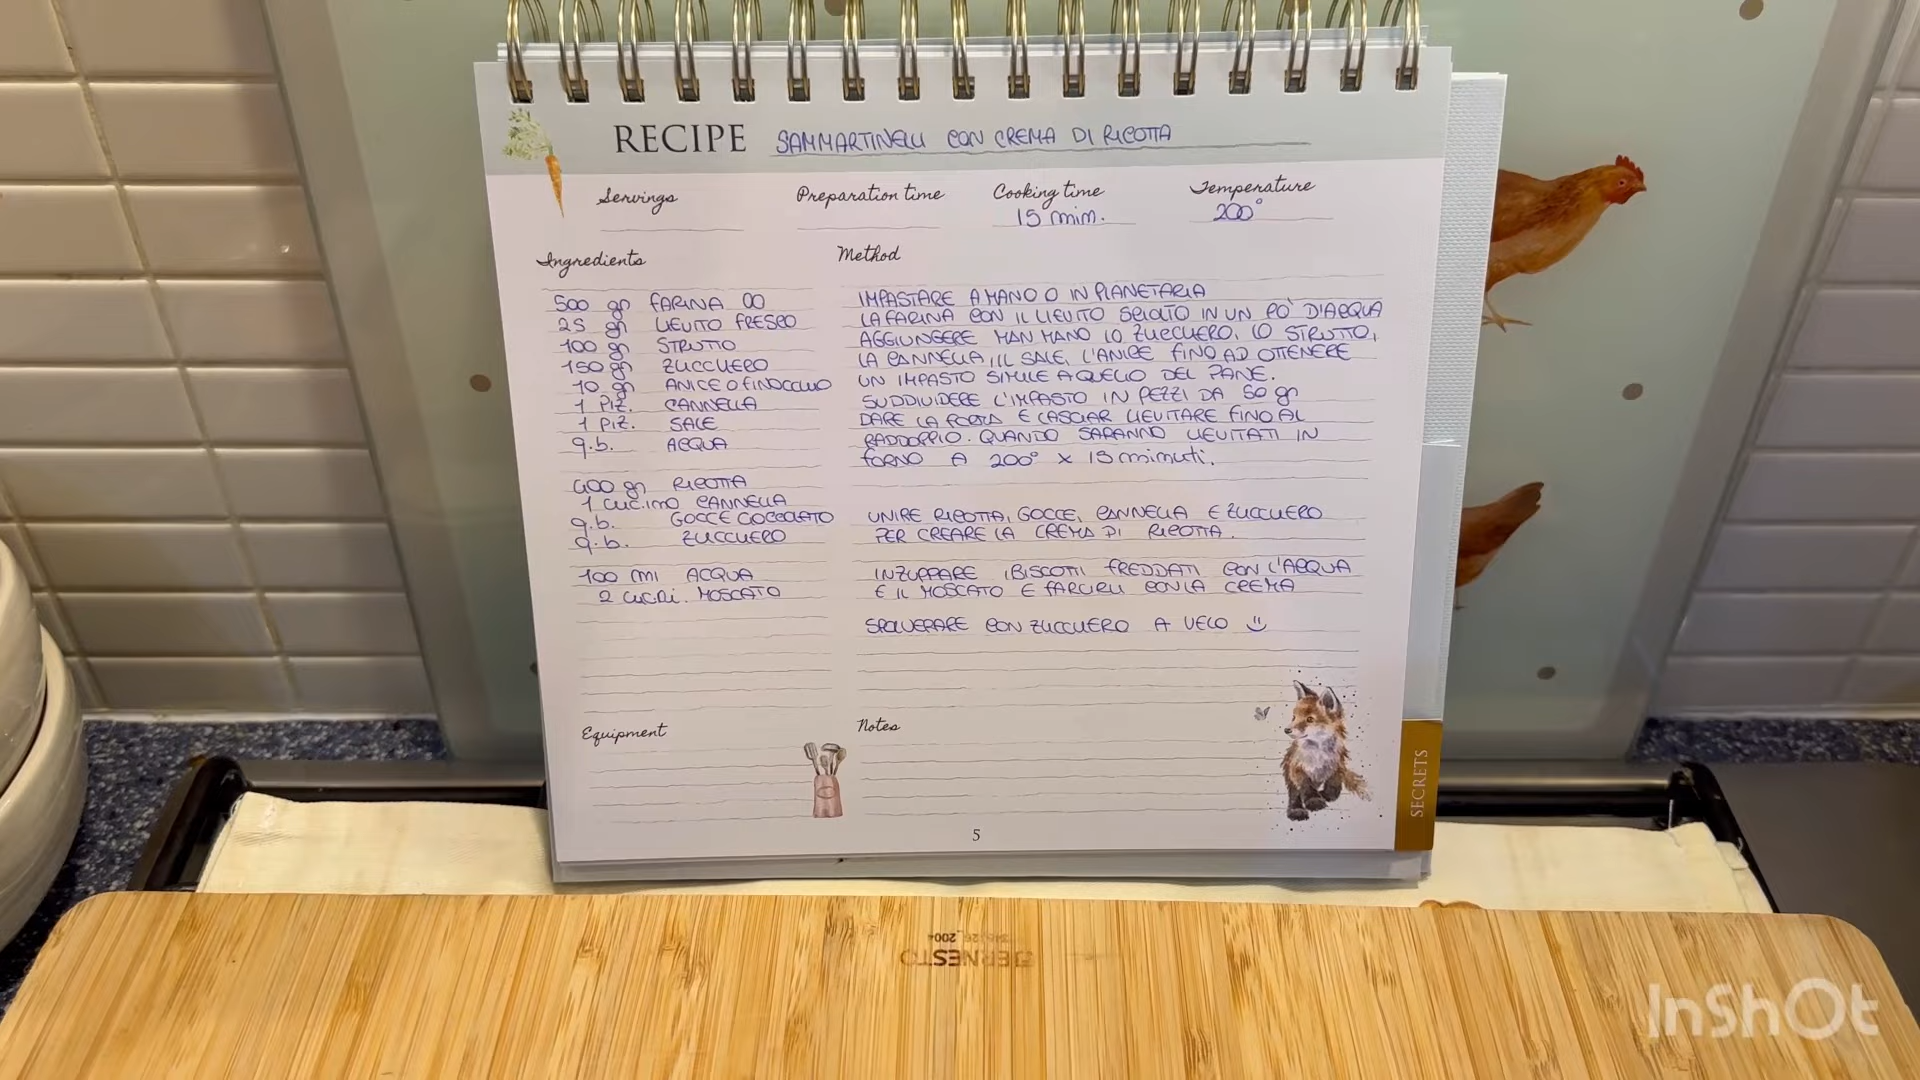 RECIPE SAMMARTINELLI CON CREMA DI RICOTTA
Servings
Preparation time
Cooking time
15 mim.
Temperature
200°
Ingredients
500 gr FARINA 00
25 gr LIEVITO FRESCO
100 gr STRUTTO
150 gr ZUCCHERO
10 gr ANICE O FINOCCHIO
1 PIZ. CANNELLA
1 PIZ. SALE
q.b. ACQUA
400 gr RICOTTA
1 CUC.INO CANNELLA
q.b. GOCCE CIOCCOLATO
q.b. ZUCCHERO
100 ml ACQUA
2 CUCHI. MOSCATO
Method
IMPASTARE A MANO O IN PLANETARIA
LA FARINA CON IL LIEVITO SCIOLTO IN UN PO' D'ACQUA
AGGIUNGERE MAN MANO LO ZUCCHERO, LO STRUTTO,
LA CANNELLA, IL SALE, L'ANICE FINO AD OTTENERE
UN IMPASTO SIMILE A QUELLO DEL PANE.
SUDDIVIDERE L'IMPASTO IN PEZZI DA 50 gr
DARE LA FORMA E LASCIAR LIEVITARE FINO AL
RADDOPPIO. QUANDO SARANNO LIEVITATI IN
FORNO A 200° x 15 mimuti.
UNIRE RICOTTA, GOCCE, CANNELLA E ZUCCHERO
PER CREARE LA CREMA DI RICOTTA.
INZUPPARE I BISCOTTI FREDDATI CON L'ACQUA
E IL MOSCATO E FARCIRLI CON LA CREMA
SPOLVERARE CON ZUCCHERO A VELO
Equipment
Notes
5
SECRETS
ERNESTO
InShOt